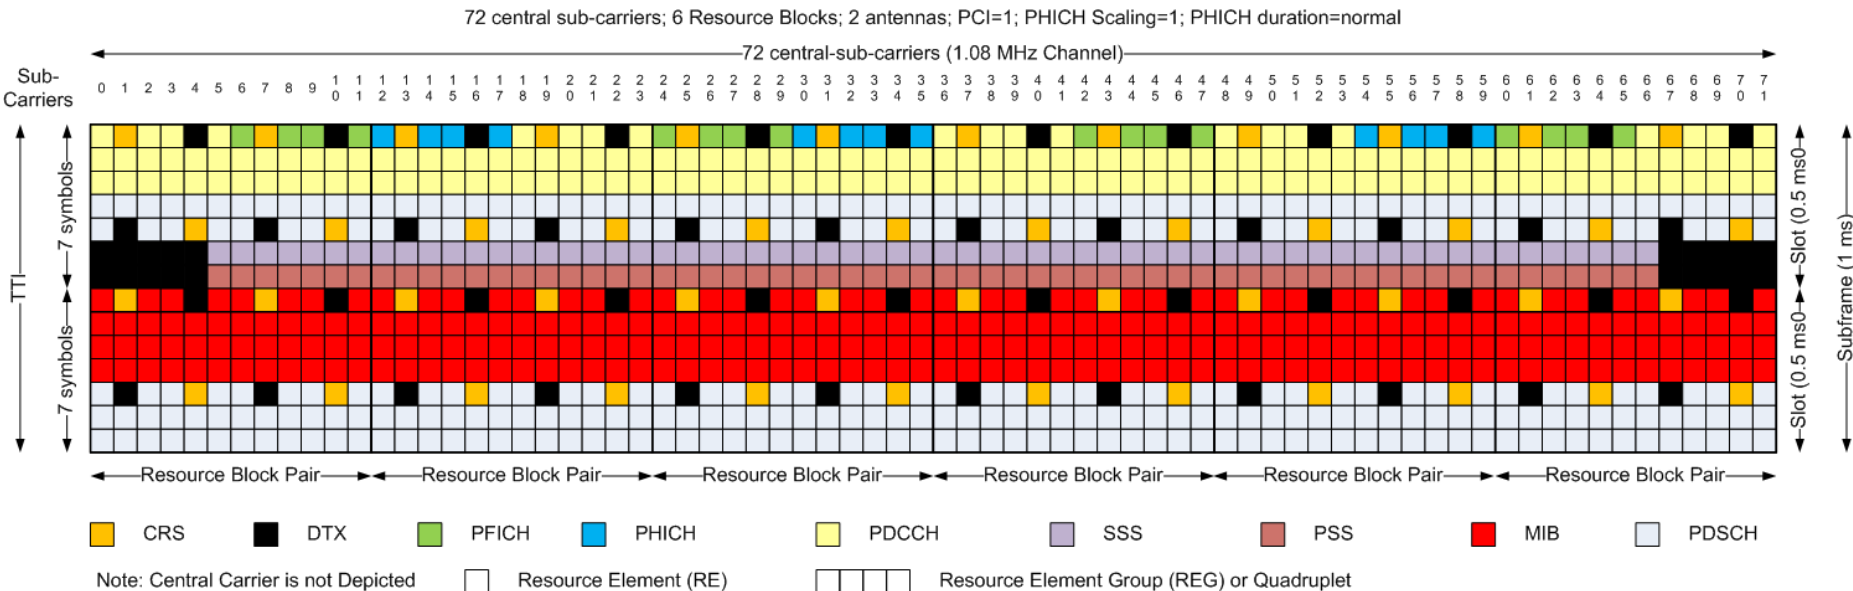 72 central sub-carriers; 6 Resource Blocks; 2 antennas; PCI=1; PHICH Scaling=1; PHICH duration=normal
72 central-sub-carriers (1.08 MHz Channel)
Sub-Carriers
0 1 2 3 4 5 6 7 8 9 10 11 12 13 14 15 16 17 18 19 20 21 22 23 24 25 26 27 28 29 30 31 32 33 34 35 36 37 38 39 40 41 42 43 44 45 46 47 48 49 50 51 52 53 54 55 56 57 58 59 60 61 62 63 64 65 66 67 68 69 70 71
TTI
7 symbols
7 symbols
Slot (0.5 ms0
Slot (0.5 ms0
Subframe (1 ms)
Resource Block Pair Resource Block Pair Resource Block Pair Resource Block Pair Resource Block Pair Resource Block Pair
CRS DTX PFICH PHICH PDCCH SSS PSS MIB PDSCH
Note: Central Carrier is not Depicted Resource Element (RE) Resource Element Group (REG) or Quadruplet